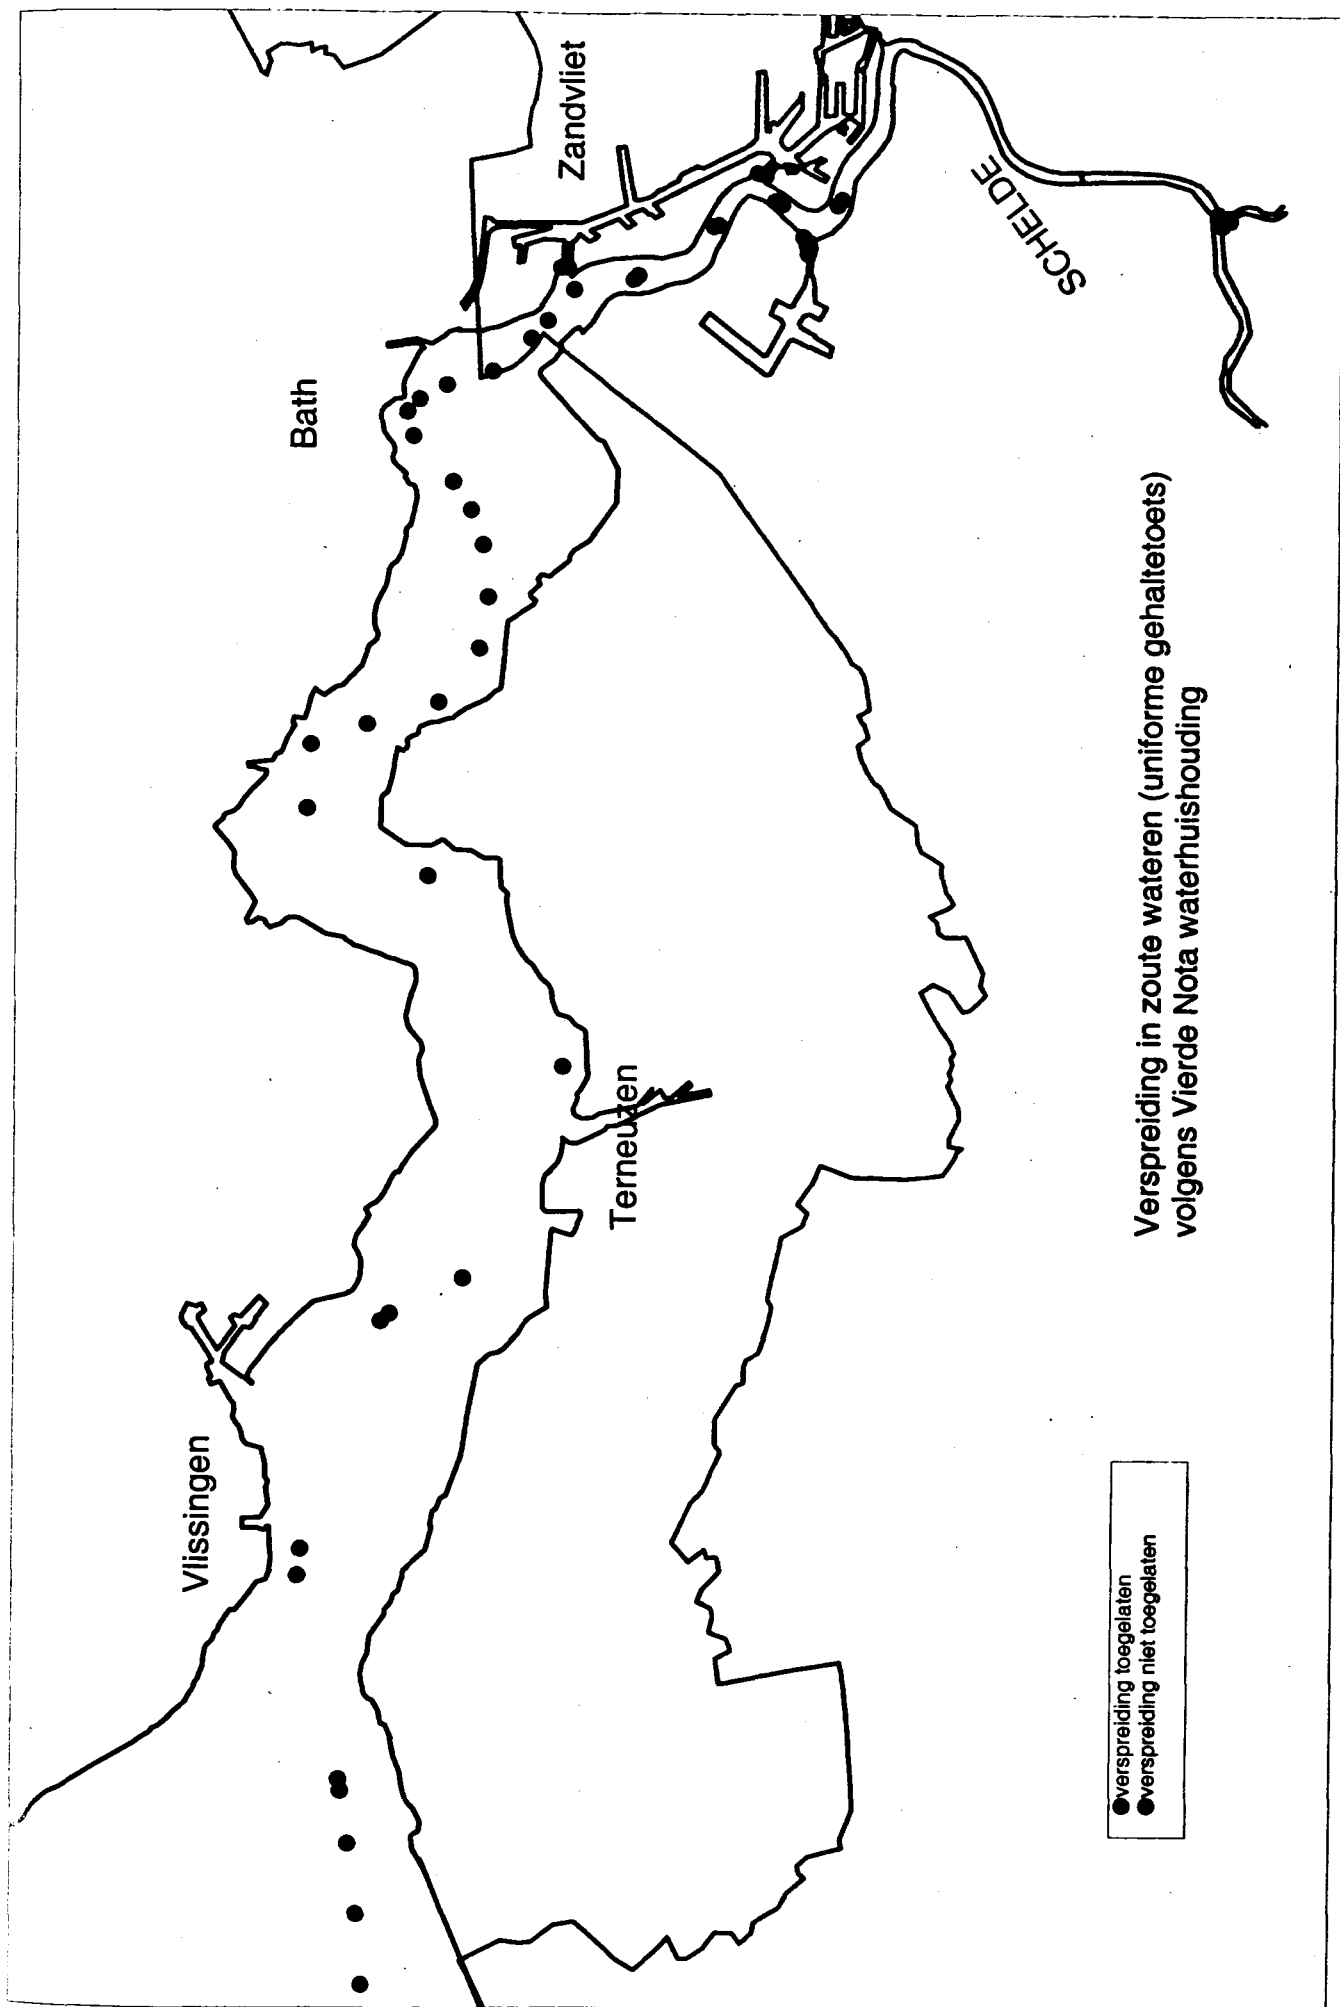 Vlissingen
Terneuzen
Bath
Zandvliet
SCHELDE
verspreiding toegelaten
verspreiding niet toegelaten
Verspreiding in zoute wateren (uniforme gehaltetoets)
volgens Vierde Nota waterhuishouding